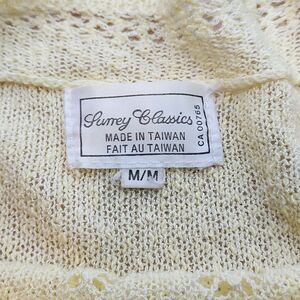 Surrey Classics
MADE IN TAIWAN
FAIT AU TAIWAN
CA 00765
M/M